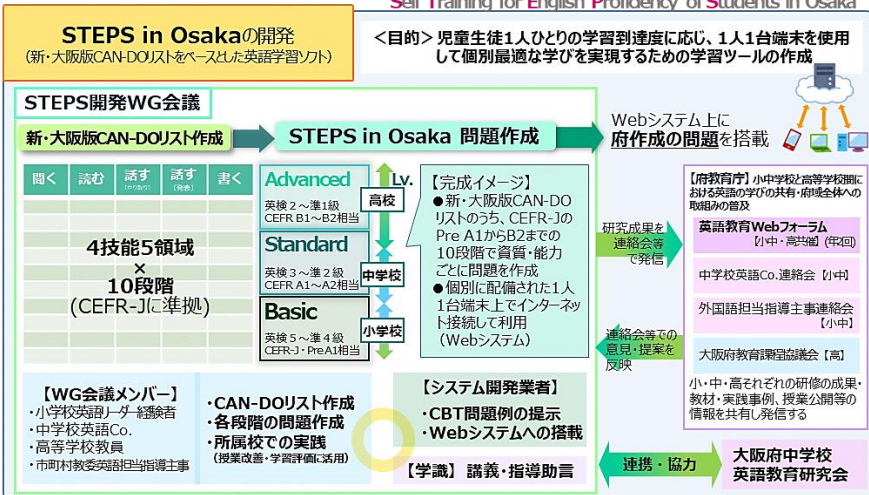 Self Training for English Profidency of Students in Osaka
STEPS in Osakaの開発
(新・大阪版CAN-DOリストをベースとした英語学習ソフト)
<目的> 児童生徒1人ひとりの学習到達度に応じ、1人1台端末を使用
して個別最適な学びを実現するための学習ツールの作成
STEPS開発WG会議
新・大阪版CAN-DOリスト作成
STEPS in Osaka 問題作成
Webシステム上に
府作成の問題を搭載
聞く
読む
話す
(やり取り)
話す
(発表)
書く
4技能5領域
×
10段階
(CEFR-Jに準拠)
Advanced
英検2～準1級
CEFR B1～B2相当
Standard
英検3～準2級
CEFR A1～A2相当
Basic
英検5～準4級
CEFR-J・PreA1相当
Lv.
高校
中学校
小学校
【完成イメージ】
●新・大阪版CAN-DO
リストのうち、CEFR-Jの
Pre A1からB2までの
10段階で資質・能力
ごとに問題を作成
●個別に配備された1人
1台端末上でインターネ
ット接続して利用
(Webシステム)
研究成果を
連絡会等
で発信
連絡会等での
意見・提案を
反映
【府教育庁】小中学校と高等学校間に
おける英語の学びの共有・府域全体への
取組みの普及
英語教育Webフォーラム
【小中・高共催】(年2回)
中学校英語Co.連絡会【小中】
外国語担当指導主事連絡会
【小中】
大阪府教育課程協議会【高】
小・中・高それぞれの研修の成果・
教材・実践事例、授業公開等の
情報を共有し発信する
【WG会議メンバー】
・小学校英語リーダー経験者
・中学校英語Co.
・高等学校教員
・市町村教委英語担当指導主事
・CAN-DOリスト作成
・各段階の問題作成
・所属校での実践
(授業改善・学習評価に活用)
【システム開発業者】
・CBT問題例の提示
・Webシステムへの搭載
【学識】講義・指導助言
連携・協力
大阪府中学校
英語教育研究会